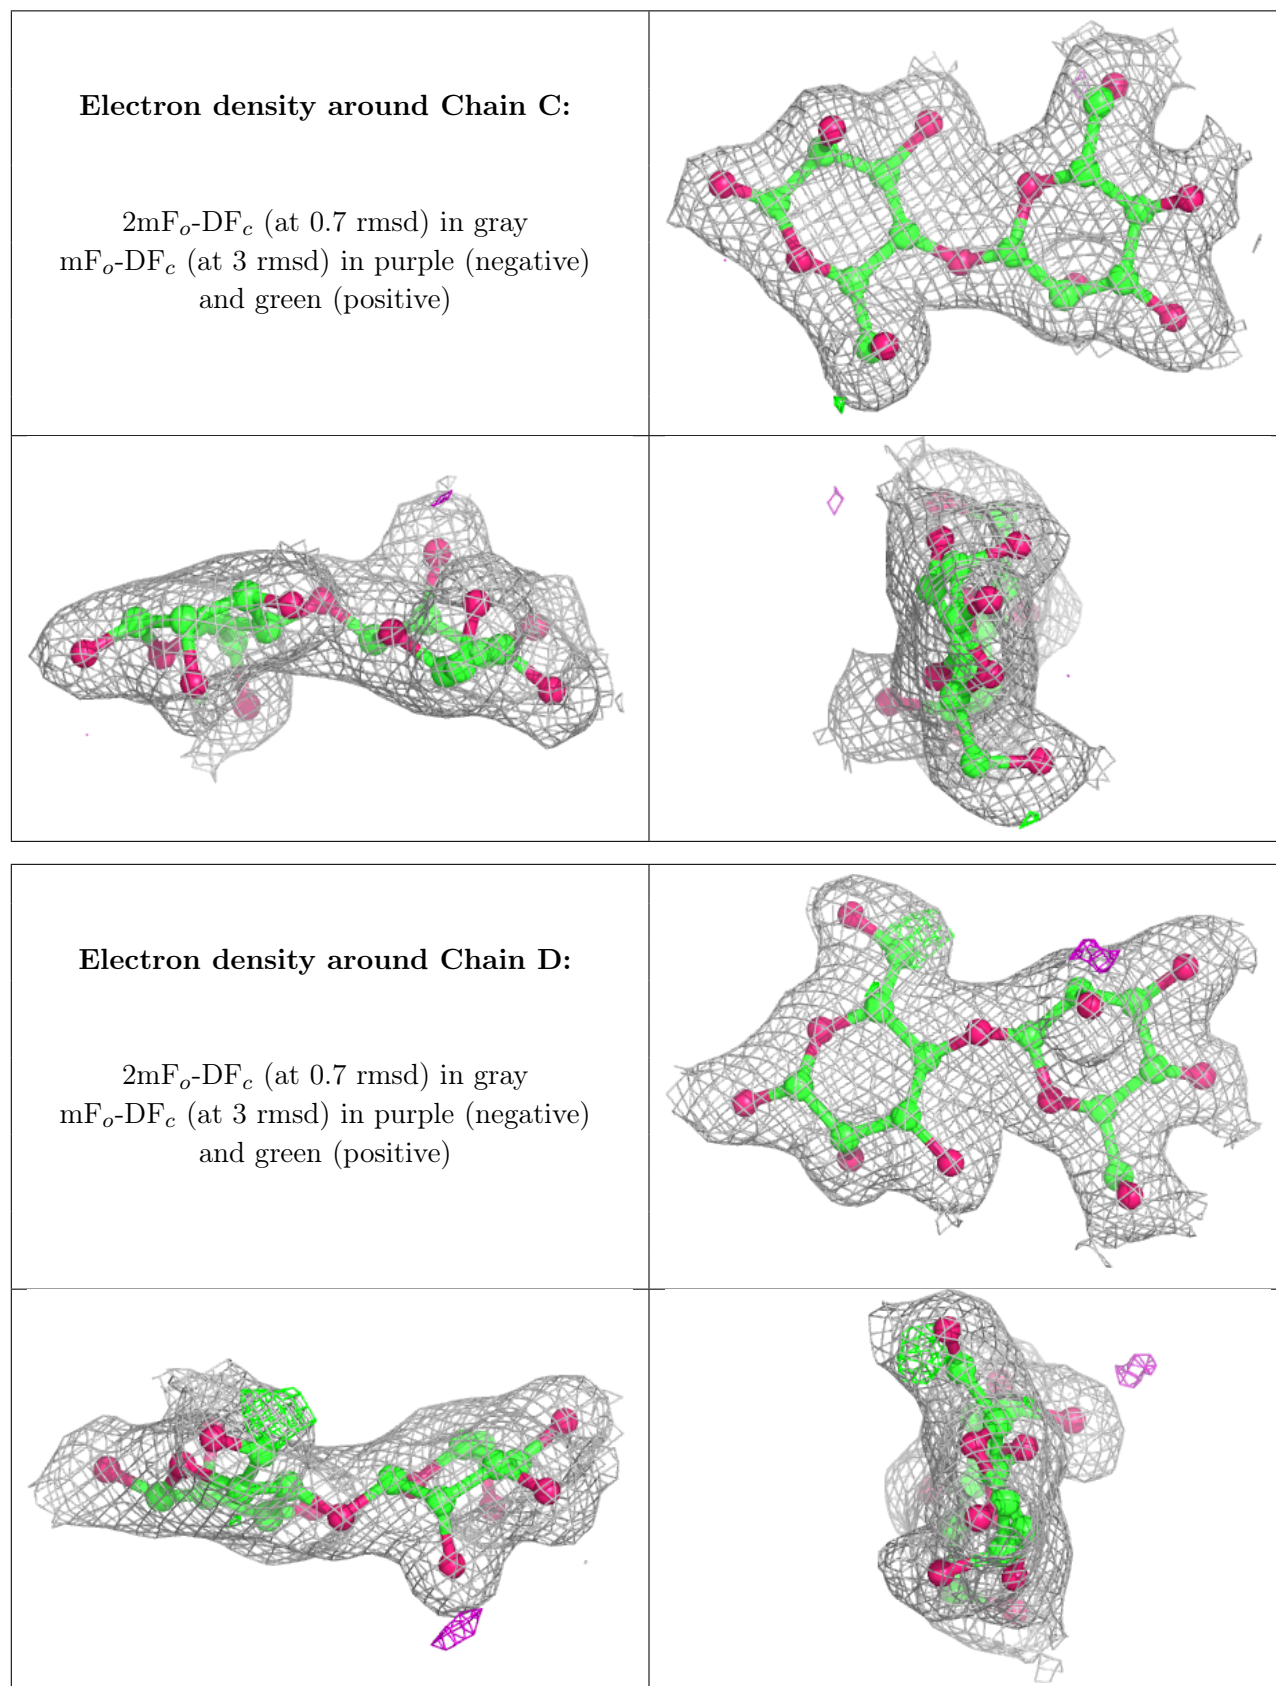 Electron density around Chain C:
2mFo-DFc (at 0.7 rmsd) in gray
mFo-DFc (at 3 rmsd) in purple (negative)
and green (positive)
Electron density around Chain D:
2mFo-DFc (at 0.7 rmsd) in gray
mFo-DFc (at 3 rmsd) in purple (negative)
and green (positive)